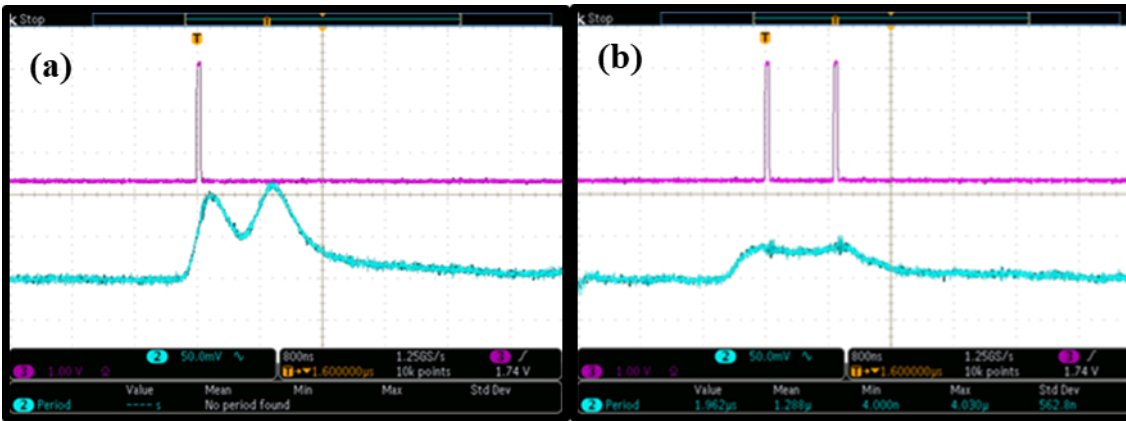 k Stop
T
T
(a)
2 50.0mV
800ns 1.25GS/s 3
3 1.00 V Ω
T→▼1.600000µs 10k points 1.74 V
Value Mean Min Max Std Dev
2 Period ---- s No period found
k Stop
T
T
(b)
2 50.0mV
800ns 1.25GS/s 3
3 1.00 V Ω
T→▼1.600000µs 10k points 1.74 V
Value Mean Min Max Std Dev
2 Period 1.962µs 1.288µ 4.000n 4.030µ 562.8n